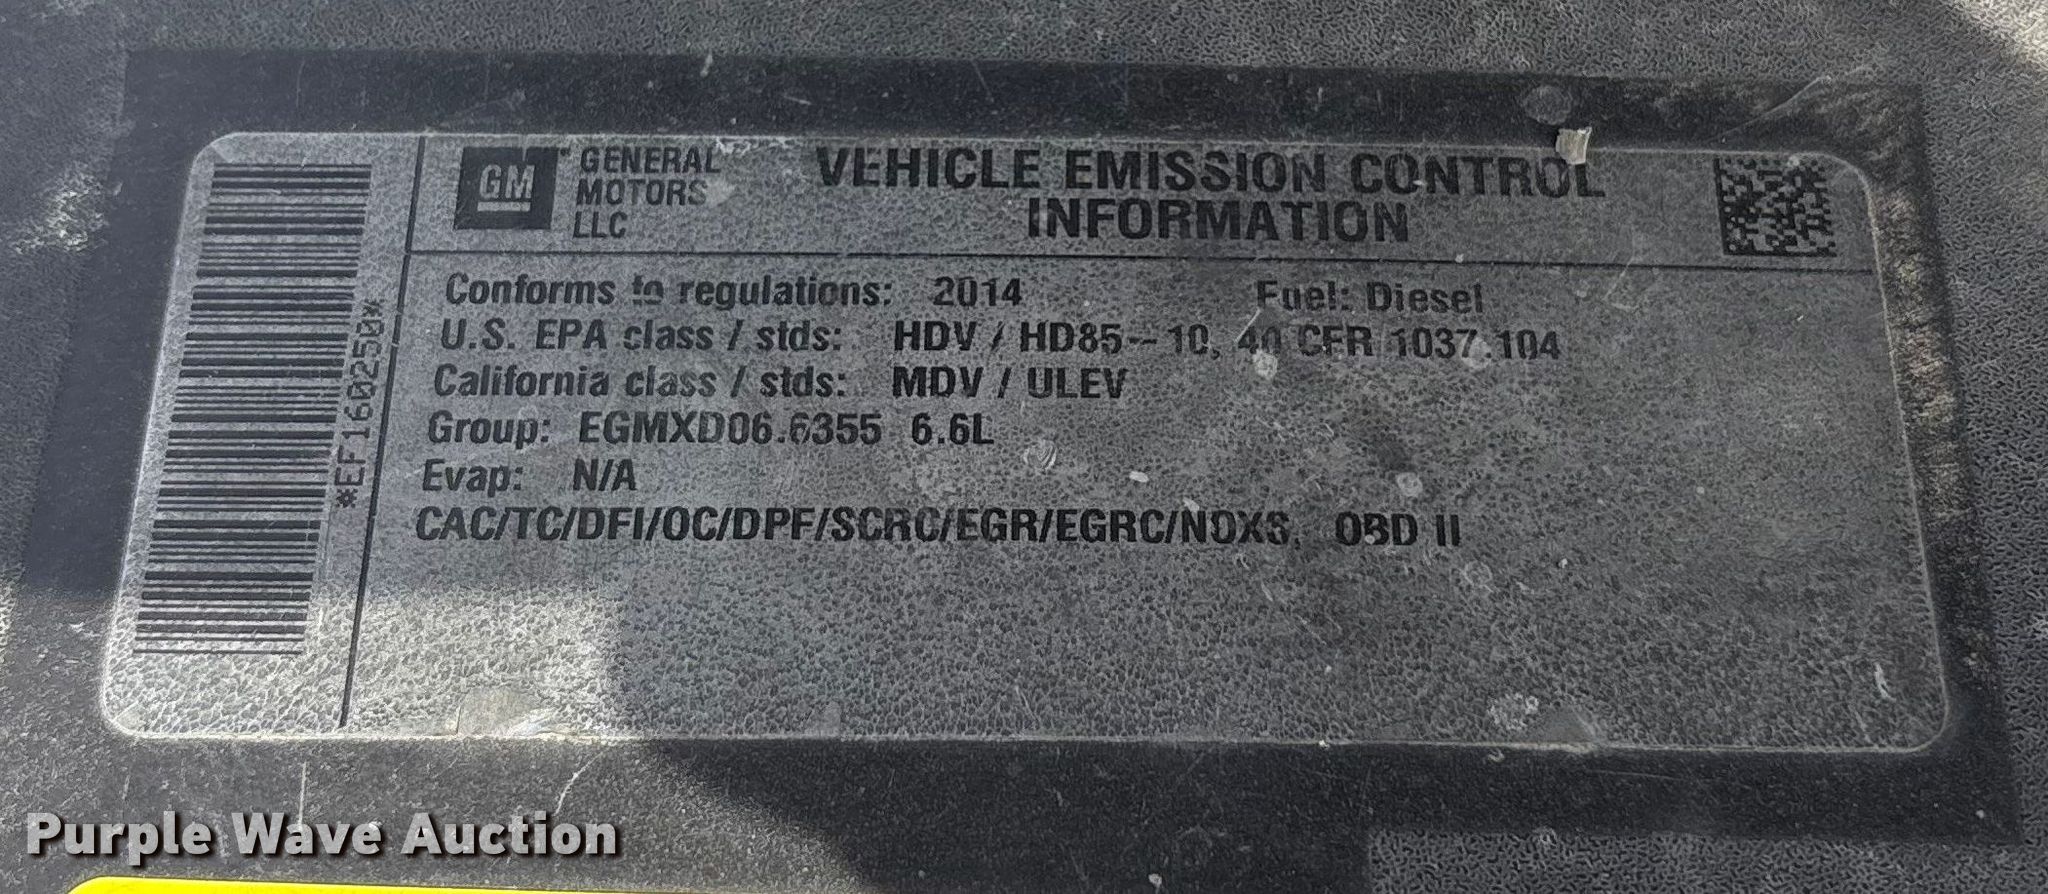 GM GENERAL MOTORS LLC
VEHICLE EMISSION CONTROL
INFORMATION
*EF160250*
Conforms to regulations: 2014 Fuel: Diesel
U.S. EPA class / stds: HDV / HD85-10, 40 CFR 1037.104
California class / stds: MDV / ULEV
Group: EGMXD06.6355 6.6L
Evap: N/A
CAC/TC/DFI/OC/DPF/SCRC/EGR/EGRC/NOXS, OBD II
Purple Wave Auction